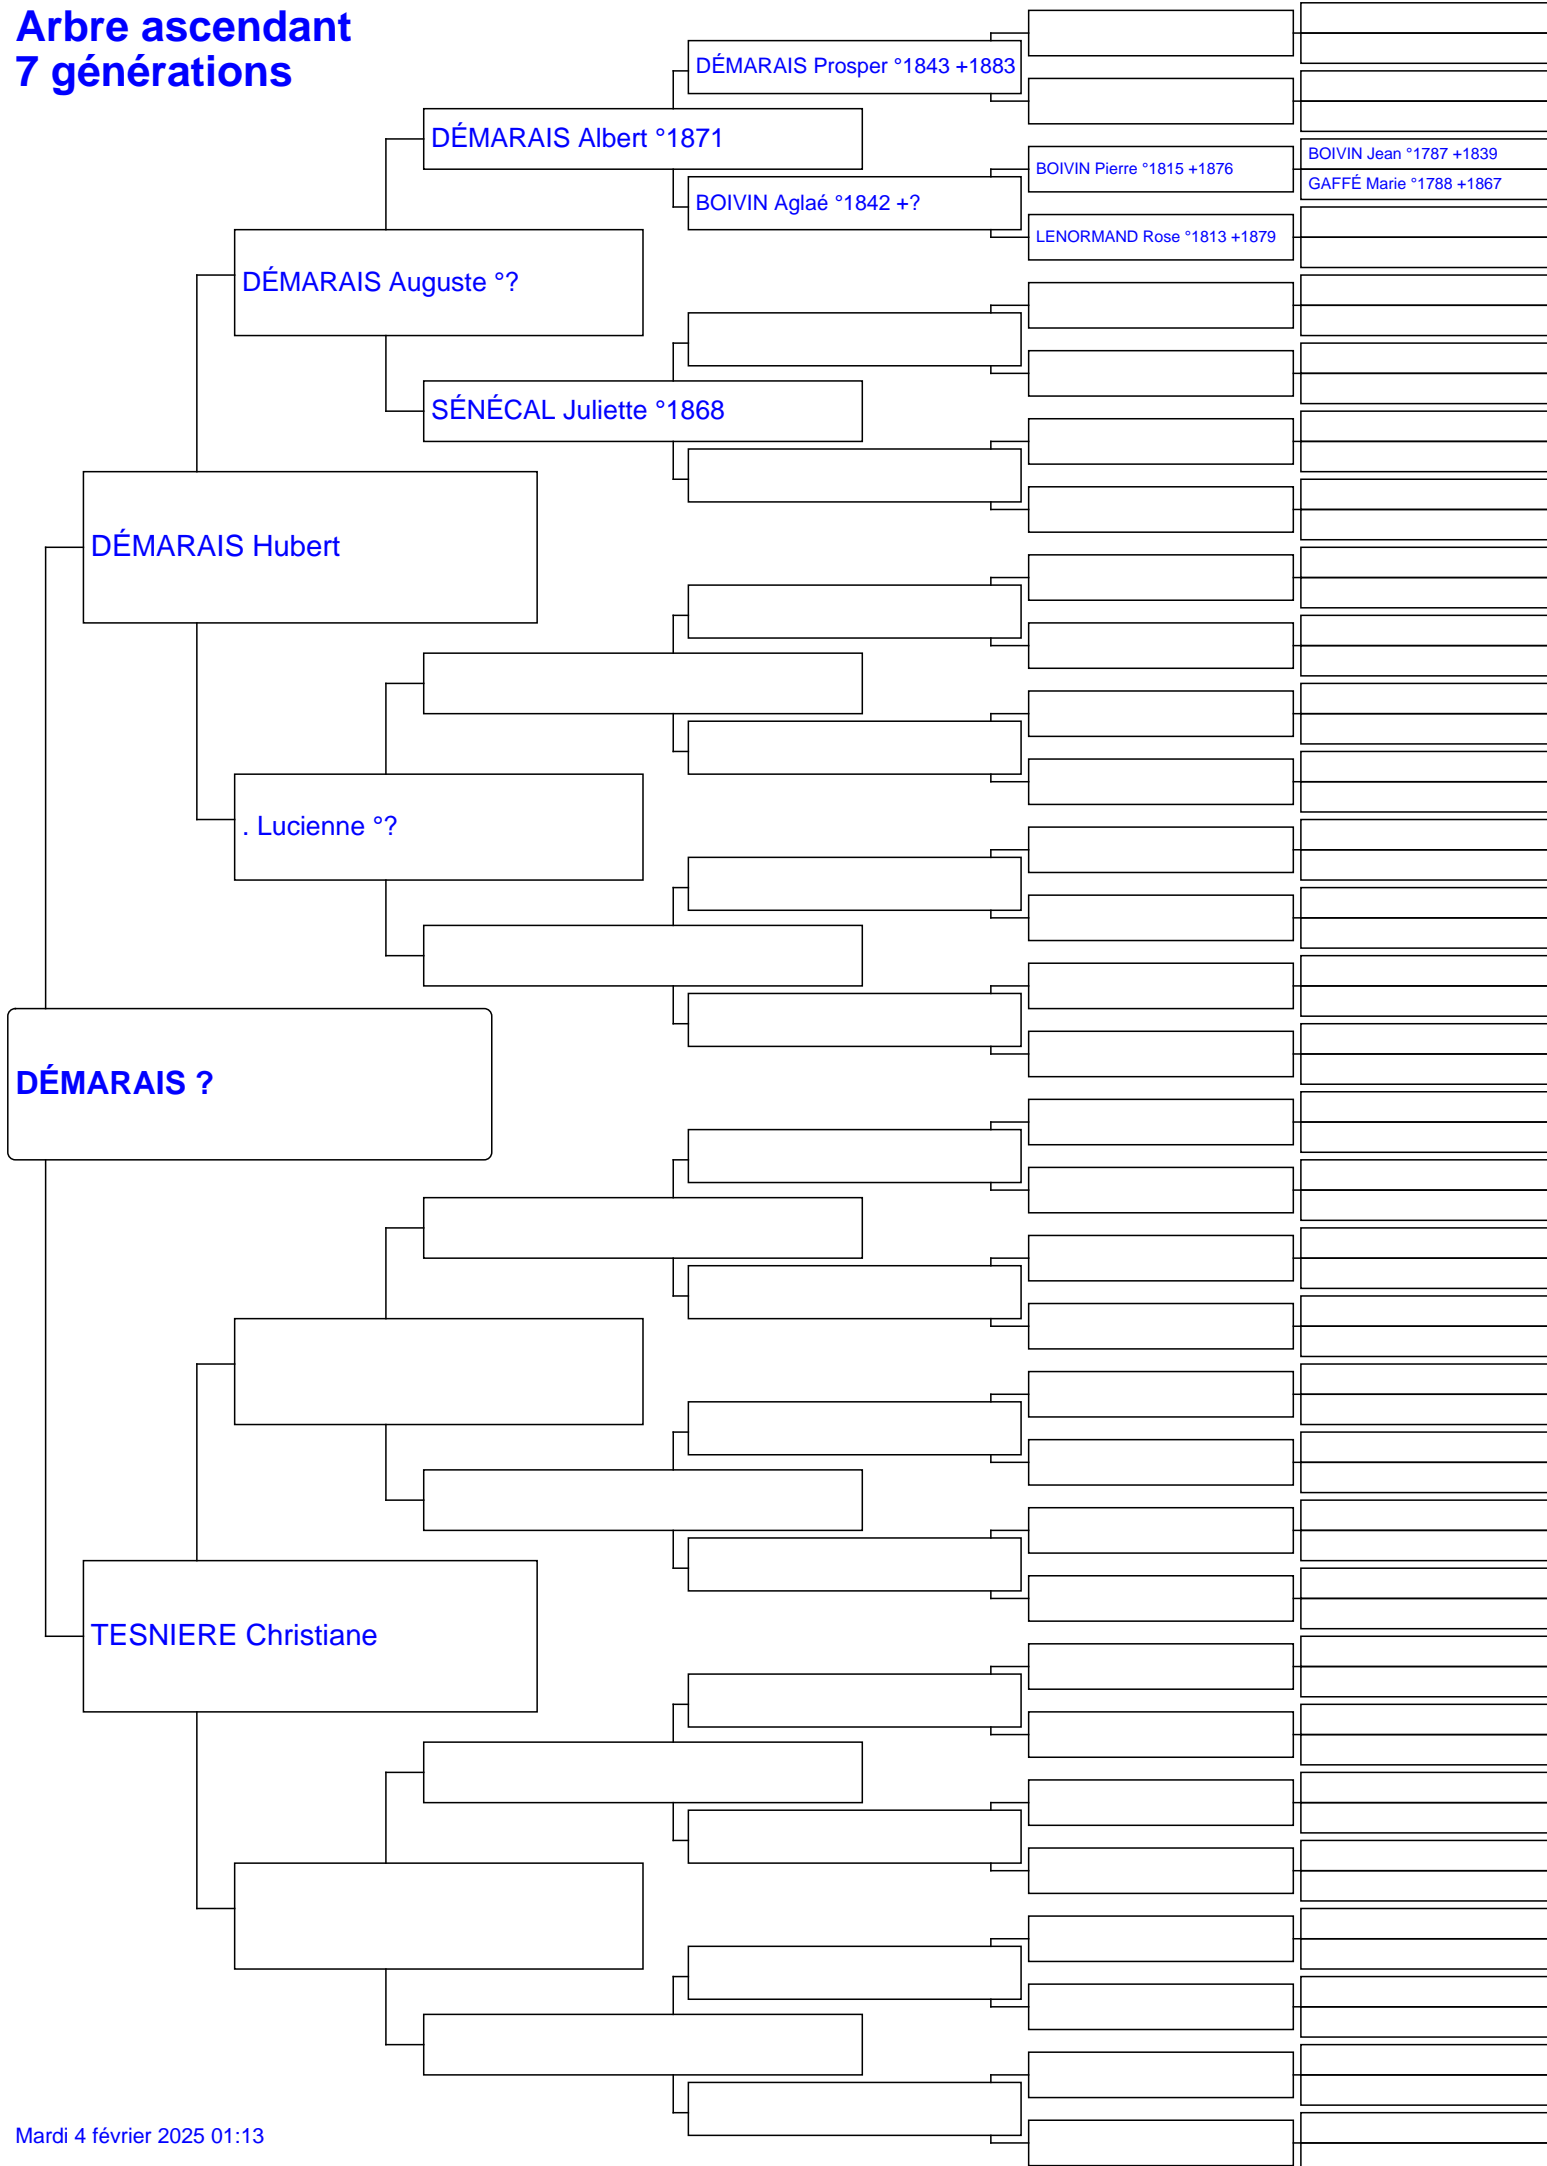 Arbre ascendant
7 générations
DÉMARAIS Prosper °1843 +1883
DÉMARAIS Albert °1871
BOIVIN Jean °1787 +1839
BOIVIN Pierre °1815 +1876
GAFFÉ Marie °1788 +1867
BOIVIN Aglaé °1842 +?
LENORMAND Rose °1813 +1879
DÉMARAIS Auguste °?
SÉNÉCAL Juliette °1868
DÉMARAIS Hubert
. Lucienne °?
DÉMARAIS ?
TESNIERE Christiane
Mardi 4 février 2025 01:13